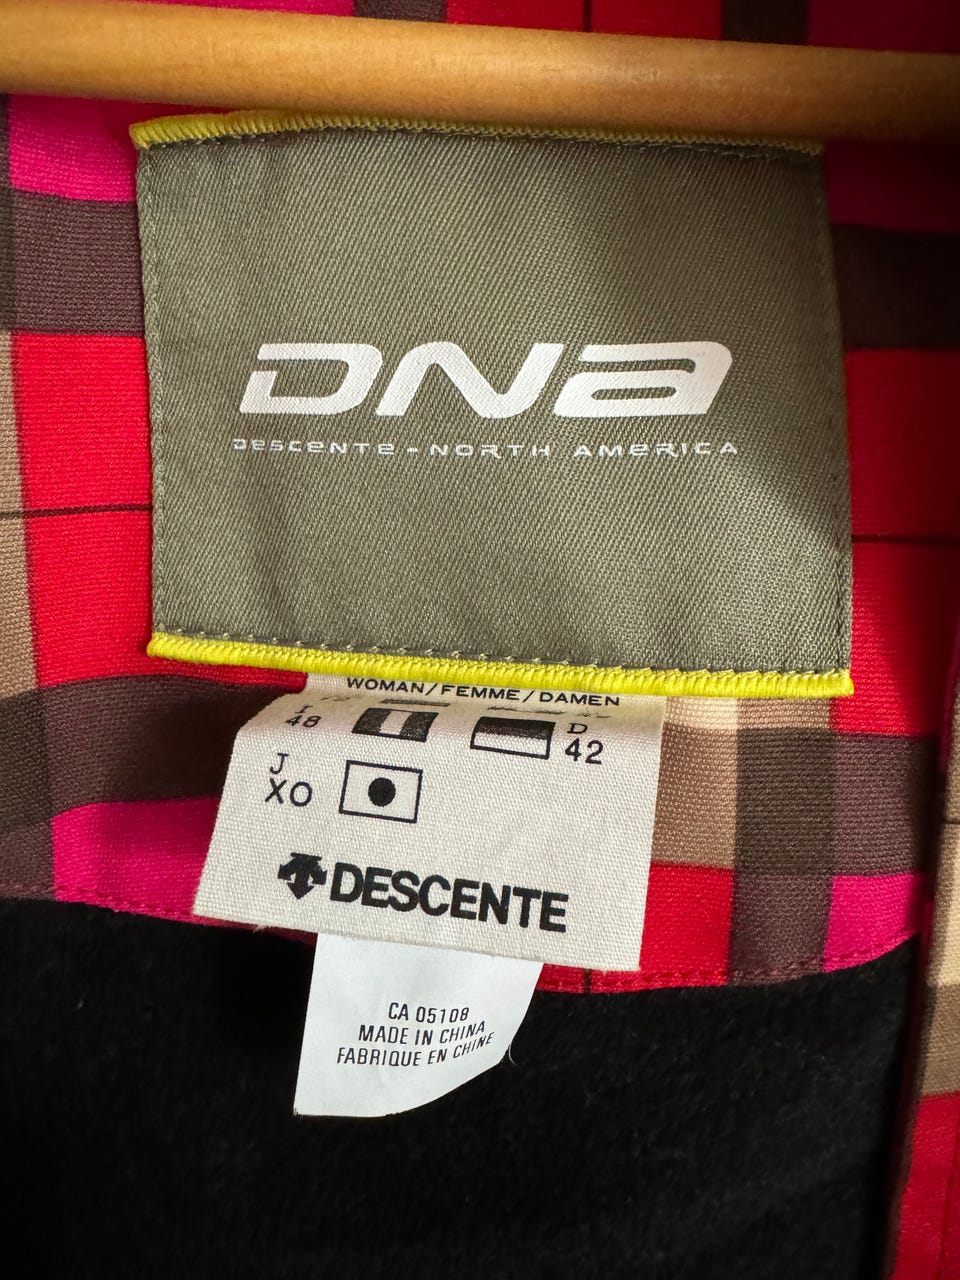 DNA
DESCENTE - NORTH AMERICA
WOMAN/FEMME/DAMEN
I
48
D
42
J
XO
DESCENTE
CA 05108
MADE IN CHINA
FABRIQUE EN CHINE